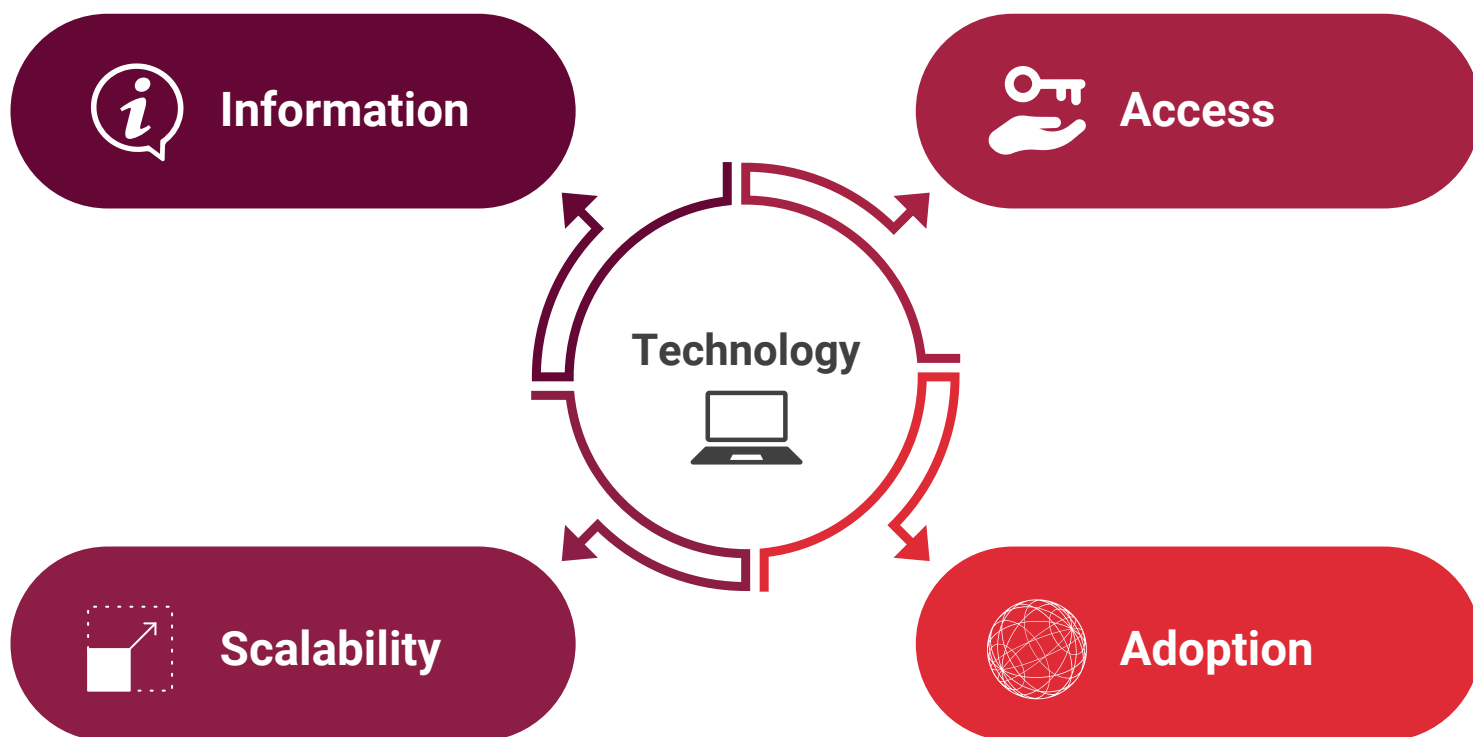 Information
Access
Technology
Scalability
Adoption